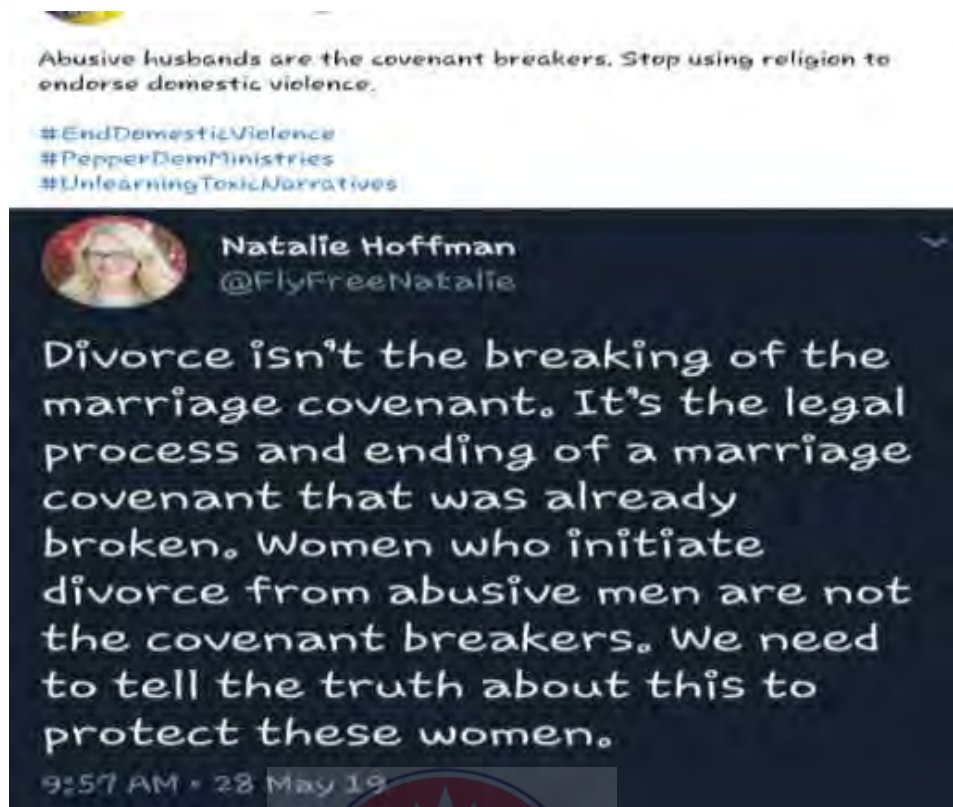 Abusive husbands are the covenant breakers. Stop using religion to
endorse domestic violence.
#EndDomesticViolence
#PepperDemMinistries
#UnlearningToxicNarratives
Natalie Hoffman
@FlyFreeNatalie
Divorce isn't the breaking of the
marriage covenant. It's the legal
process and ending of a marriage
covenant that was already
broken. Women who initiate
divorce from abusive men are not
the covenant breakers. We need
to tell the truth about this to
protect these women.
9:57 AM • 28 May 19